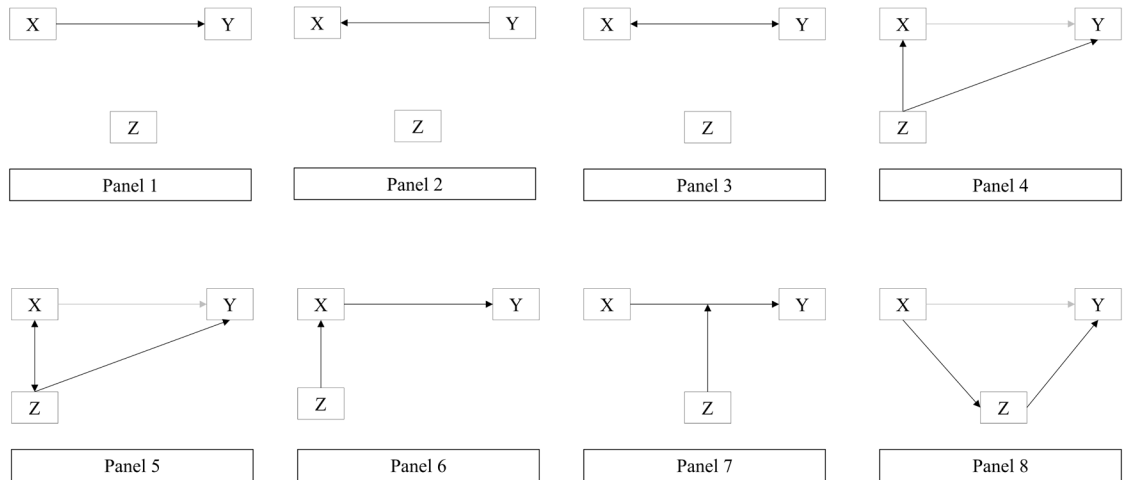 X Y X Y X Y X Y
Z Z Z Z
Panel 1 Panel 2 Panel 3 Panel 4
X Y X Y X Y X Y
Z Z Z Z
Panel 5 Panel 6 Panel 7 Panel 8